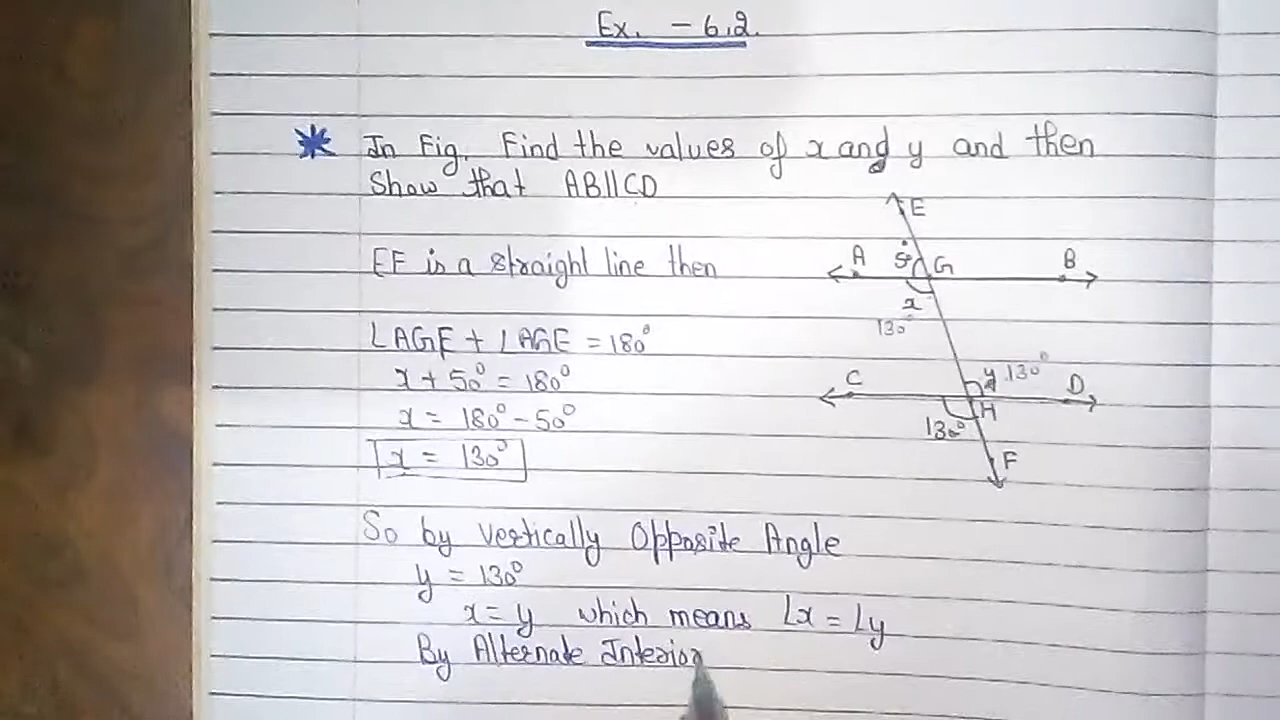 Ex. - 6.2.
In Fig. Find the values of x and y and then
Show that AB||CD
EF is a straight line then
∠AGF + ∠AGE = 180°
x + 50° = 180°
x = 180° - 50°
x = 130°
So by Vertically Opposite Angle
y = 130°
x = y which means ∠x = ∠y
By Alternate Interior
E
A
G
B
x
130°
C
y 130°
D
H
130°
F